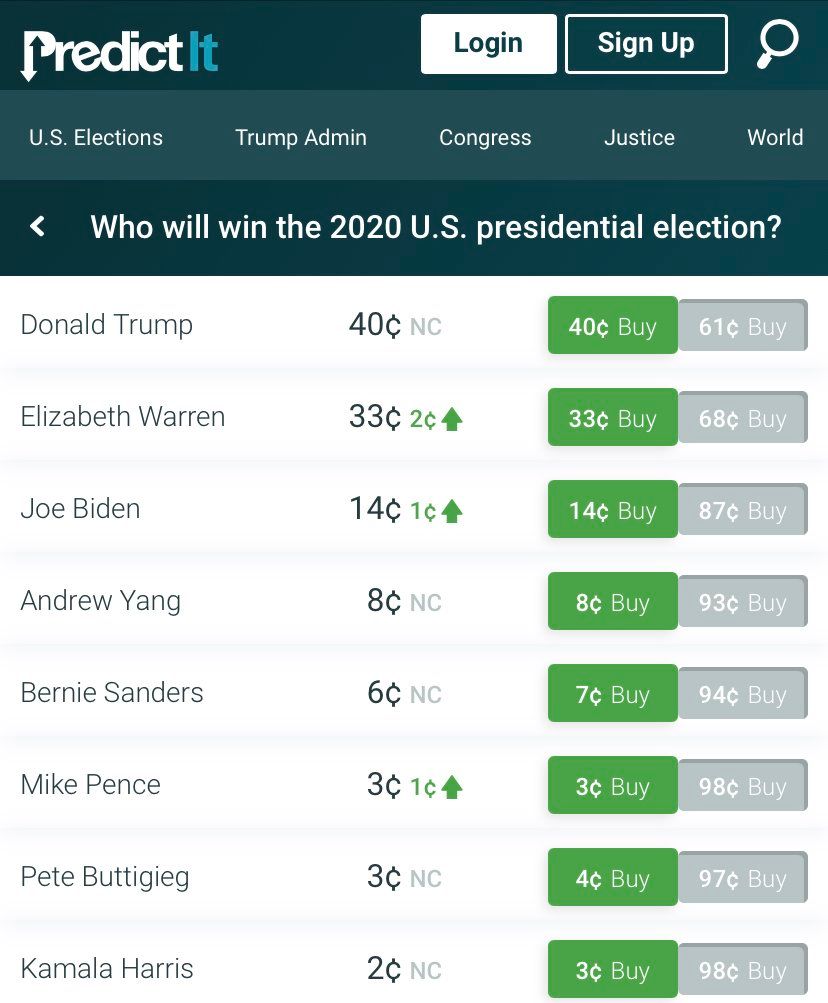 PredictIt Login Sign Up
U.S. Elections Trump Admin Congress Justice World
Who will win the 2020 U.S. presidential election?
Donald Trump 40¢ NC 40¢ Buy 61¢ Buy
Elizabeth Warren 33¢ 2¢ 33¢ Buy 68¢ Buy
Joe Biden 14¢ 1¢ 14¢ Buy 87¢ Buy
Andrew Yang 8¢ NC 8¢ Buy 93¢ Buy
Bernie Sanders 6¢ NC 7¢ Buy 94¢ Buy
Mike Pence 3¢ 1¢ 3¢ Buy 98¢ Buy
Pete Buttigieg 3¢ NC 4¢ Buy 97¢ Buy
Kamala Harris 2¢ NC 3¢ Buy 98¢ Buy